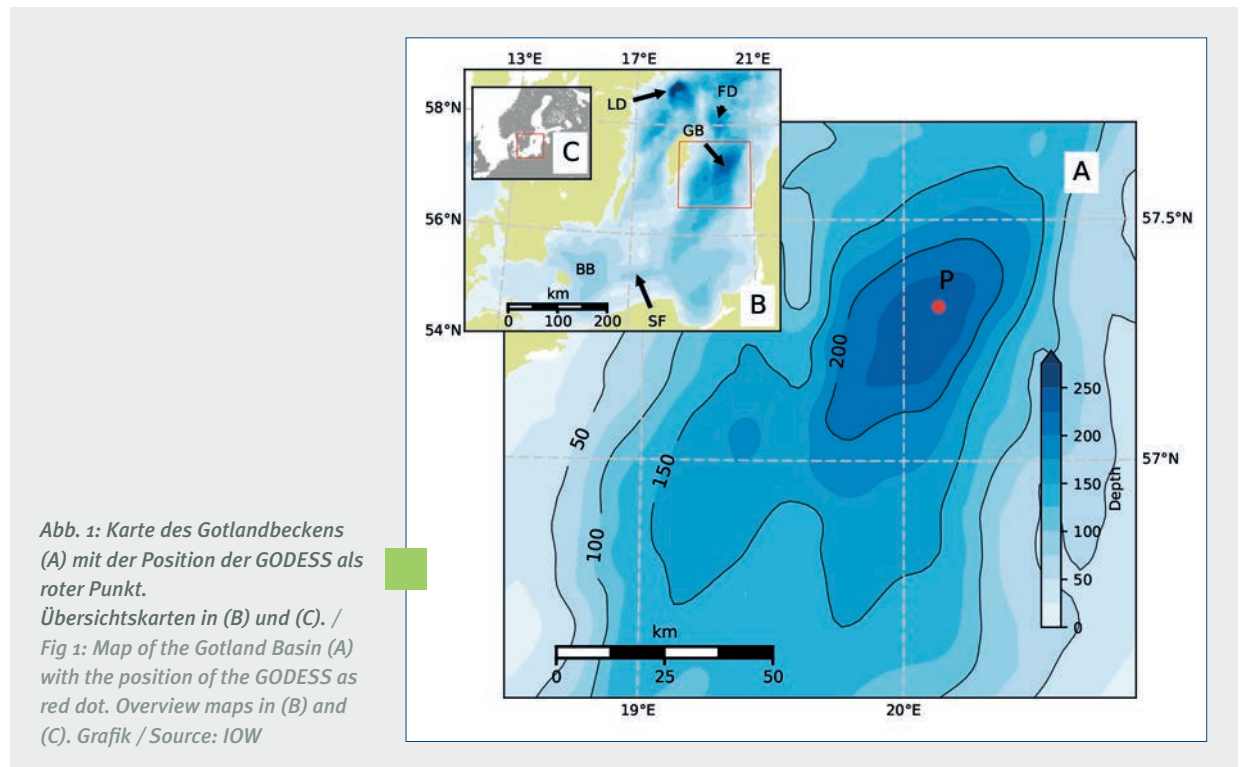 13°E 17°E 21°E
58°N
LD
FD
GB
C
A
57.5°N
56°N
P
BB
km
0 100 200
SF
B
54°N
200
250
200
150
100
50
0
Depth
50
150
57°N
100
km
0 25 50
19°E 20°E
Abb. 1: Karte des Gotlandbeckens
(A) mit der Position der GODESS als
roter Punkt.
Übersichtskarten in (B) und (C). /
Fig 1: Map of the Gotland Basin (A)
with the position of the GODESS as
red dot. Overview maps in (B) and
(C). Grafik / Source: IOW